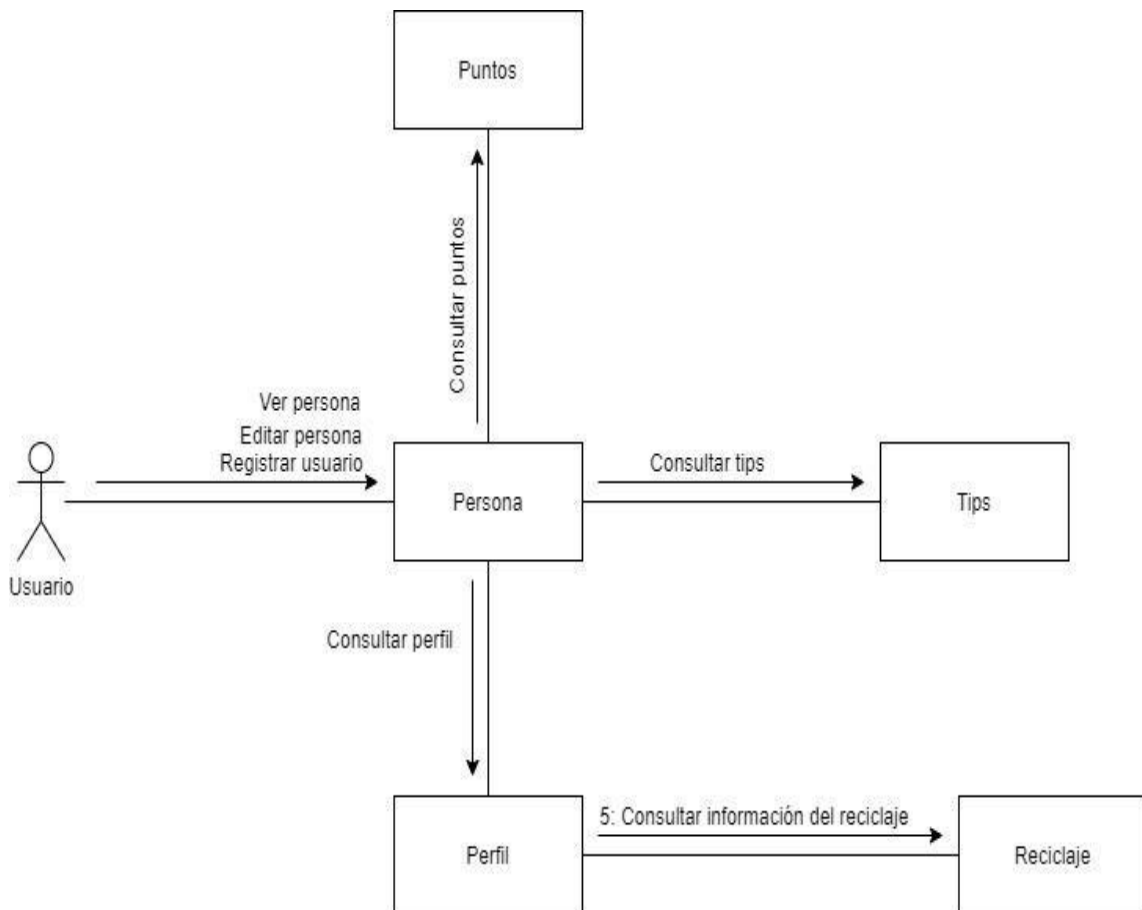 Puntos
Consultar puntos
Ver persona
Editar persona
Registrar usuario
Consultar tips
Persona
Tips
Usuario
Consultar perfil
5: Consultar información del reciclaje
Perfil
Reciclaje